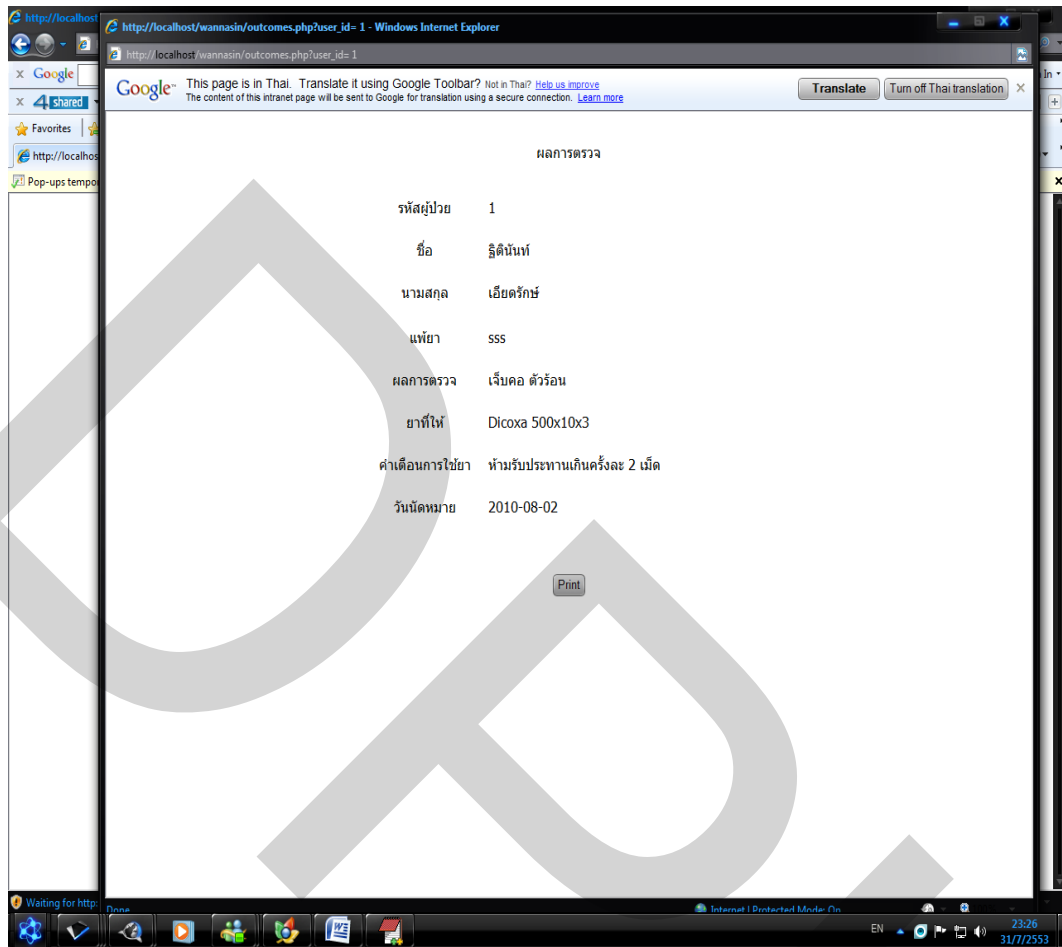 http://localhost
http://localhost/wannasin/outcomes.php?user_id= 1 - Windows Internet Explorer
http://localhost/wannasin/outcomes.php?user_id= 1
x Google
Google™ This page is in Thai. Translate it using Google Toolbar? Not in Thai? Help us improve
The content of this intranet page will be sent to Google for translation using a secure connection. Learn more
Translate
Turn off Thai translation
In
x 4 shared
Favorites
http://localhos
Pop-ups tempo
ผลการตรวจ
รหัสผู้ป่วย 1
ชื่อ ฐิตินันท์
นามสกุล เอียดรักษ์
แพ้ยา sss
ผลการตรวจ เจ็บคอ ตัวร้อน
ยาที่ให้ Dicoxa 500x10x3
คำเตือนการใช้ยา ห้ามรับประทานเกินครั้งละ 2 เม็ด
วันนัดหมาย 2010-08-02
Print
Waiting for http:
Done
Internet | Protected Mode: On
EN
23:26
31/7/2553